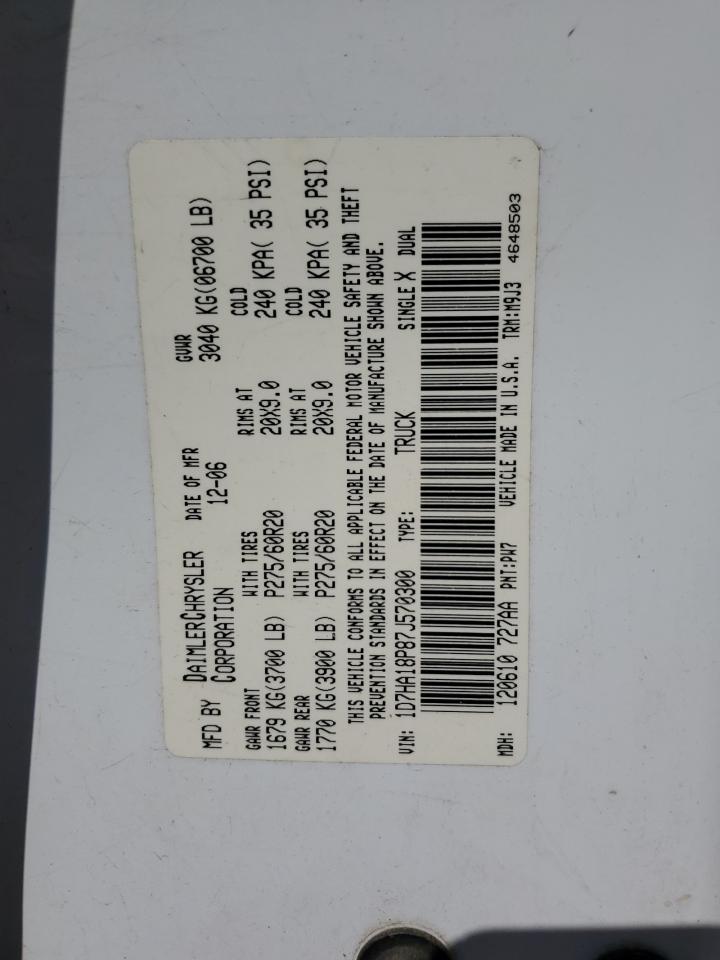 MFD BY DAIMLERCHRYSLER CORPORATION DATE OF MFR 12-06 GVWR 3040 KG(06700 LB)
GAWR FRONT WITH TIRES RIMS AT COLD
1679 KG(3700 LB) P275/60R20 20X9.0 240 KPA( 35 PSI)
GAWR REAR WITH TIRES RIMS AT COLD
1770 KG(3900 LB) P275/60R20 20X9.0 240 KPA( 35 PSI)
THIS VEHICLE CONFORMS TO ALL APPLICABLE FEDERAL MOTOR VEHICLE SAFETY AND THEFT
PREVENTION STANDARDS IN EFFECT ON THE DATE OF MANUFACTURE SHOWN ABOVE.
VIN: 1D7HA18P87J570300 TYPE: TRUCK SINGLE X DUAL
MDH: 120610 727AA PNT:PW7 VEHICLE MADE IN U.S.A. TRM:M9J3 4648503